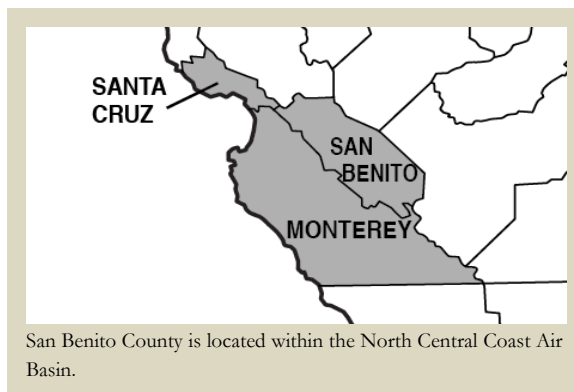 SANTA
CRUZ
SAN
BENITO
MONTEREY
San Benito County is located within the North Central Coast Air
Basin.